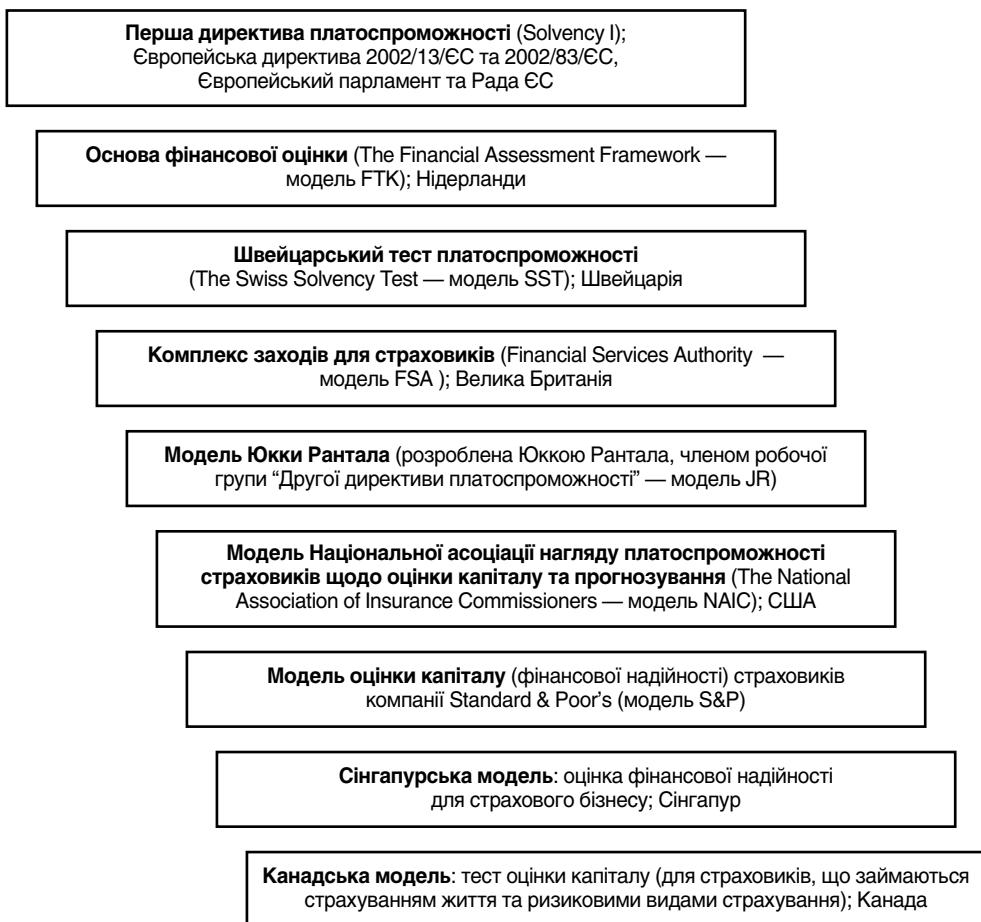 Перша директива платоспроможності (Solvency I);
Європейська директива 2002/13/ЄС та 2002/83/ЄС,
Європейський парламент та Рада ЄС
Основа фінансової оцінки (The Financial Assessment Framework —
модель FTK); Нідерланди
Швейцарський тест платоспроможності
(The Swiss Solvency Test — модель SST); Швейцарія
Комплекс заходів для страховиків (Financial Services Authority —
модель FSA ); Велика Британія
Модель Юкки Рантала (розроблена Юккою Рантала, членом робочої
групи “Другої директиви платоспроможності” — модель JR)
Модель Національної асоціації нагляду платоспроможності
страховиків щодо оцінки капіталу та прогнозування (The National
Association of Insurance Commissioners — модель NAIC); США
Модель оцінки капіталу (фінансової надійності) страховиків
компанії Standard & Poor's (модель S&P)
Сінгапурська модель: оцінка фінансової надійності
для страхового бізнесу; Сінгапур
Канадська модель: тест оцінки капіталу (для страховиків, що займаються
страхуванням життя та ризиковими видами страхування); Канада